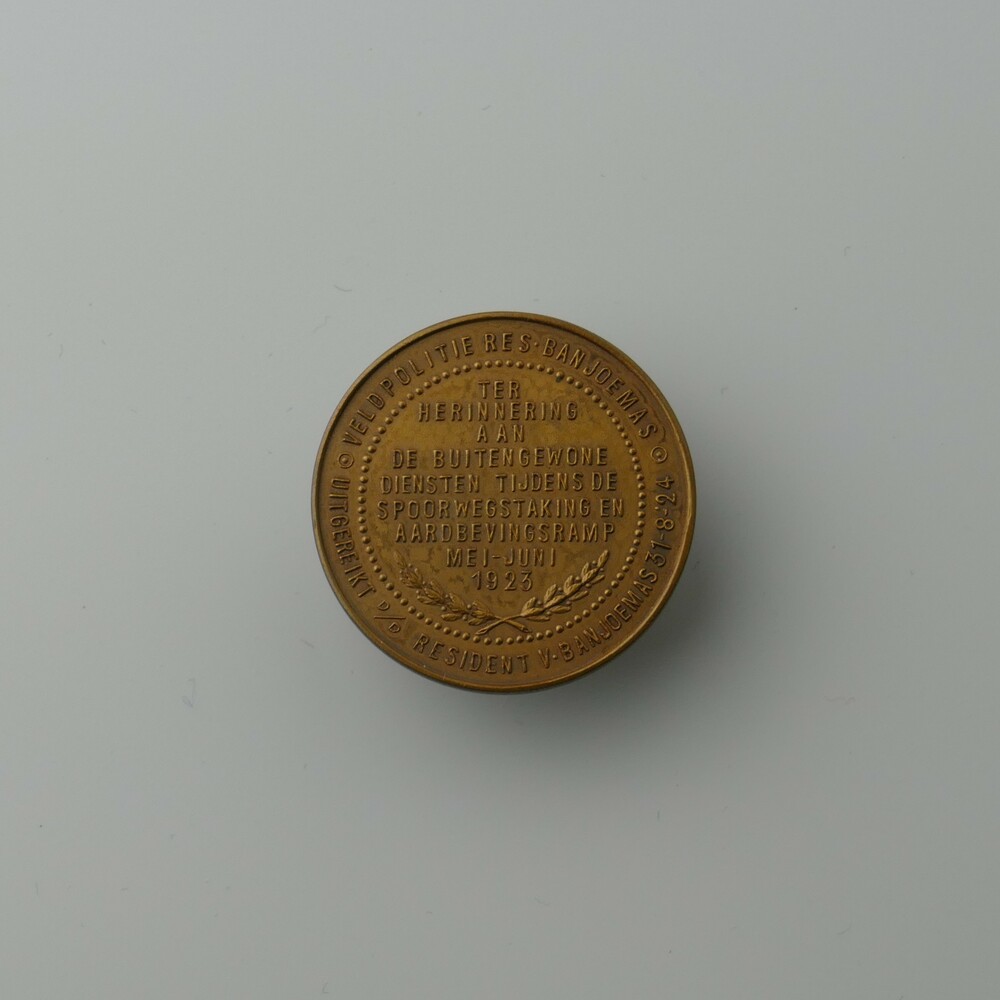 VELDPOLITIE RES·BANJOEMAS
UITGEREIKT D/D RESIDENT V·BANJOEMAS 31-8-'24
TER
HERINNERING
AAN
DE BUITENGEWONE
DIENSTEN TIJDENS DE
SPOORWEGSTAKING EN
AARDBEVINGSRAMP
MEI-JUNI
1923